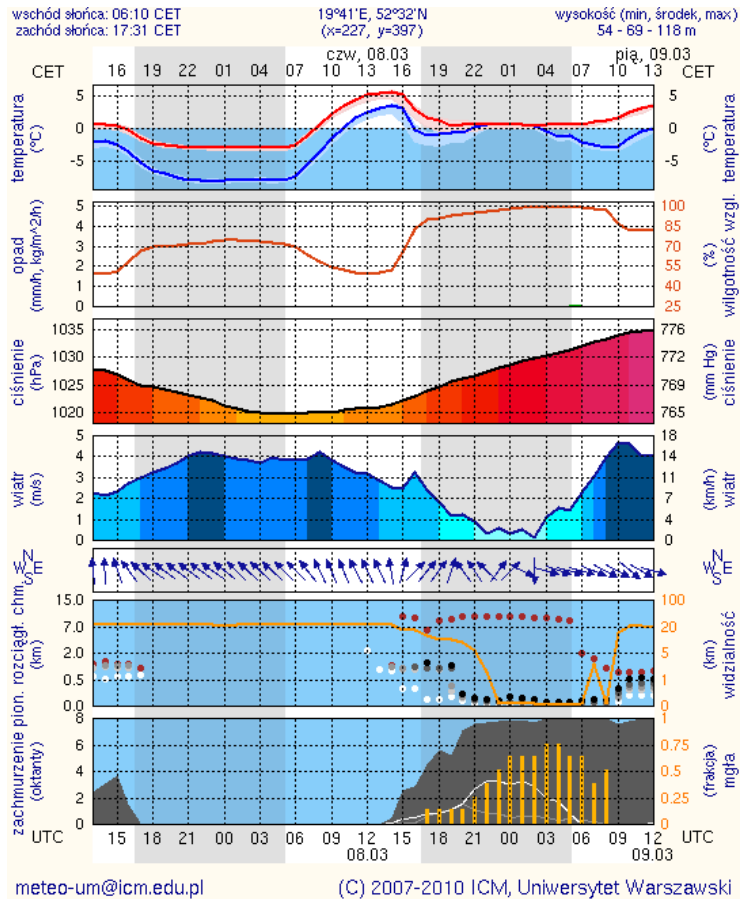 wschód słońca: 06:10 CET 19°41'E, 52°32'N wysokość (min, środek, max)
zachód słońca: 17:31 CET (x=227, y=397) 54 - 69 - 118 m
czw, 08.03 pią, 09.03
CET 16 19 22 01 04 07 10 13 16 19 22 01 04 07 10 13 CET
temperatura
(°C)
5
0
-5
5
0
-5
(°C)
temperatura
opad
(mm/h, kg/m^2/h)
5
4
3
2
1
0
100
85
70
55
40
25
(%)
wilgotność wzgl.
ciśnienie
(hPa)
1035
1030
1025
1020
776
772
769
765
(mm Hg)
ciśnienie
wiatr
(m/s)
5
4
3
2
1
0
18
14
11
7
4
0
(km/h)
wiatr
N
W E
S
N
W E
S
pion. rozciągł. chm.
(km)
15.0
7.0
2.0
0.5
0.0
100
20
5
1
0
(km)
widzialność
zachmurzenie
(oktanty)
8
6
4
2
0
1
0.75
0.5
0.25
0
(frakcja)
mgła
UTC 15 18 21 00 03 06 09 12 15 18 21 00 03 06 09 12 UTC
08.03 09.03
meteo-um@icm.edu.pl (C) 2007-2010 ICM, Uniwersytet Warszawski